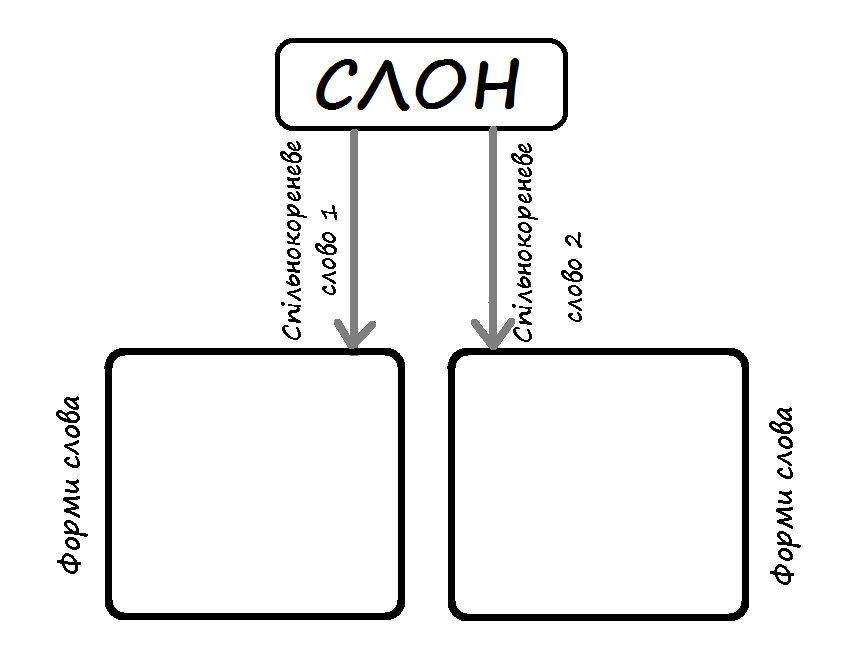 СЛОН
Спільнокореневе
слово 1
Спільнокореневе
слово 2
Форми слова
Форми слова